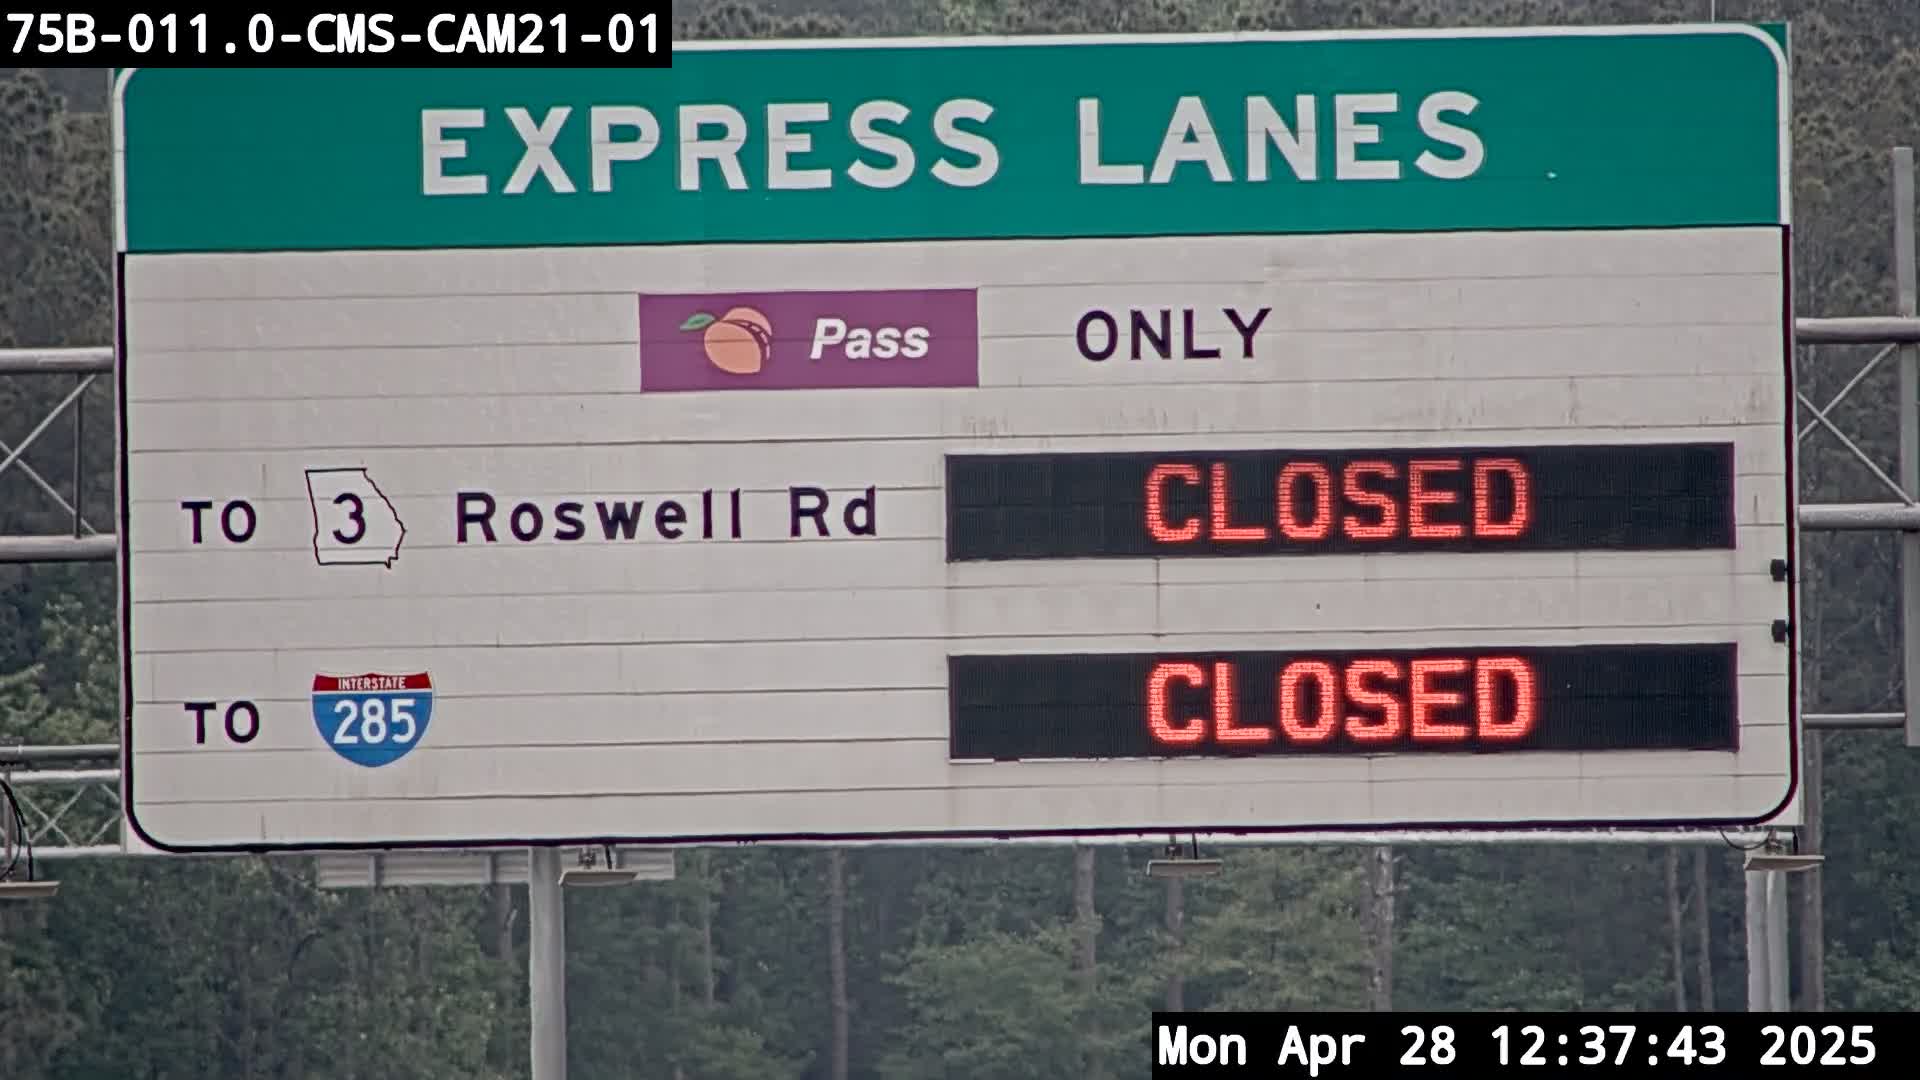 75B-011.0-CMS-CAM21-01
EXPRESS LANES
Pass ONLY
TO 3 Roswell Rd CLOSED
TO INTERSTATE 285 CLOSED
Mon Apr 28 12:37:43 2025